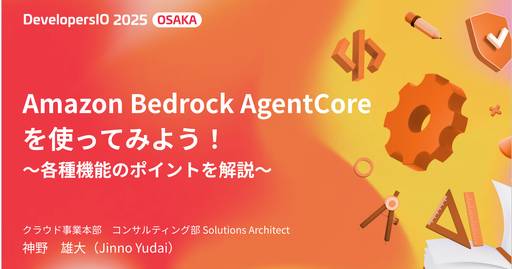 DevelopersIO 2025 OSAKA
Amazon Bedrock AgentCore
を使ってみよう！
〜各種機能のポイントを解説〜
クラウド事業本部　コンサルティング部 Solutions Architect
神野　雄大（Jinno Yudai）